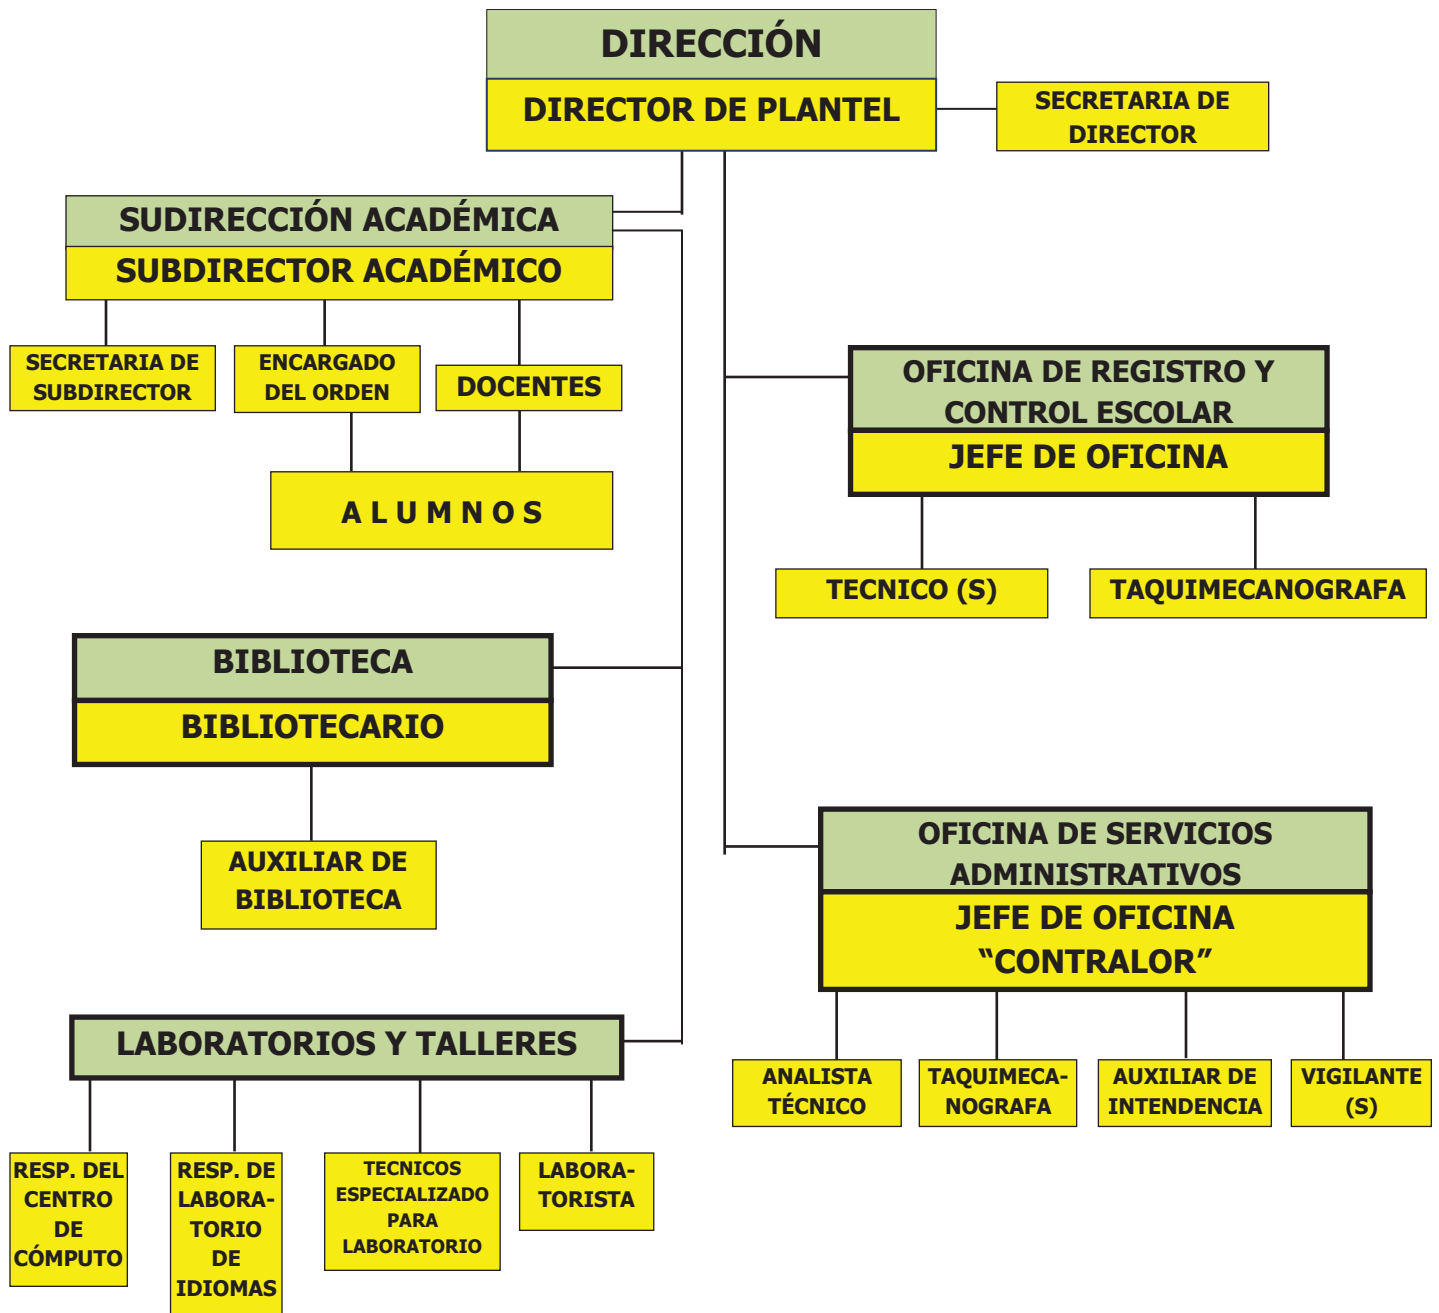 DIRECCIÓN
DIRECTOR DE PLANTEL
SECRETARIA DE
DIRECTOR
SUDIRECCIÓN ACADÉMICA
SUBDIRECTOR ACADÉMICO
SECRETARIA DE
SUBDIRECTOR
ENCARGADO
DEL ORDEN
DOCENTES
A L U M N O S
OFICINA DE REGISTRO Y
CONTROL ESCOLAR
JEFE DE OFICINA
TECNICO (S)
TAQUIMECANOGRAFA
BIBLIOTECA
BIBLIOTECARIO
AUXILIAR DE
BIBLIOTECA
OFICINA DE SERVICIOS
ADMINISTRATIVOS
JEFE DE OFICINA
“CONTRALOR”
ANALISTA
TÉCNICO
TAQUIMECA-
NOGRAFA
AUXILIAR DE
INTENDENCIA
VIGILANTE
(S)
LABORATORIOS Y TALLERES
RESP. DEL
CENTRO
DE
CÓMPUTO
RESP. DE
LABORA-
TORIO
DE
IDIOMAS
TECNICOS
ESPECIALIZADO
PARA
LABORATORIO
LABORA-
TORISTA